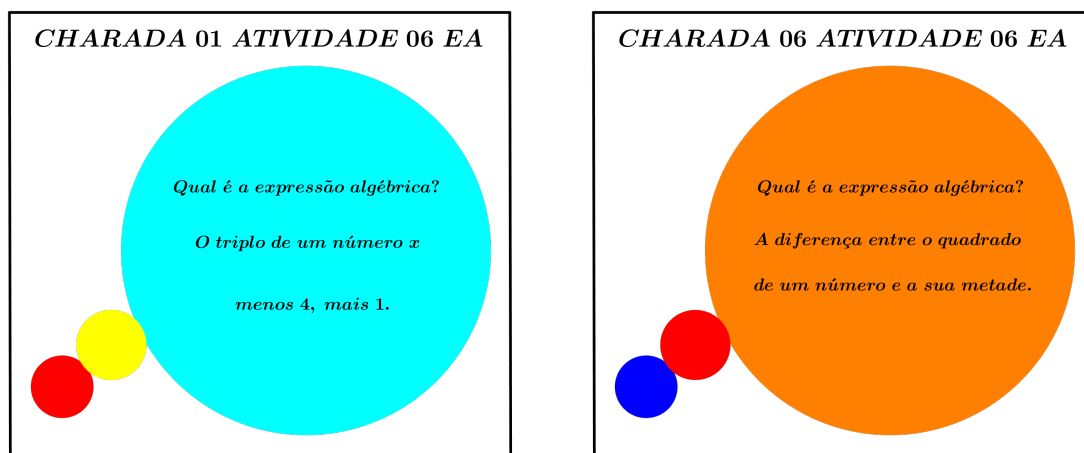 CHARADA 01 ATIVIDADE 06 EA
Qual é a expressão algébrica?
O triplo de um número x
menos 4, mais 1.
CHARADA 06 ATIVIDADE 06 EA
Qual é a expressão algébrica?
A diferença entre o quadrado
de um número e a sua metade.